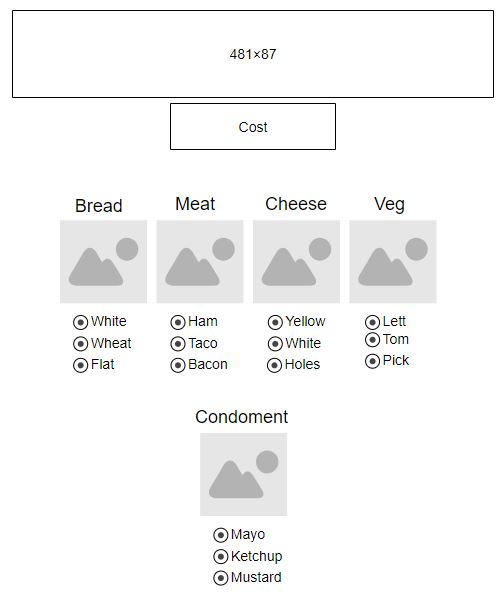 481×87
Cost
Bread Meat Cheese Veg
White Ham Yellow Lett
Wheat Taco White Tom
Flat Bacon Holes Pick
Condoment
Mayo
Ketchup
Mustard